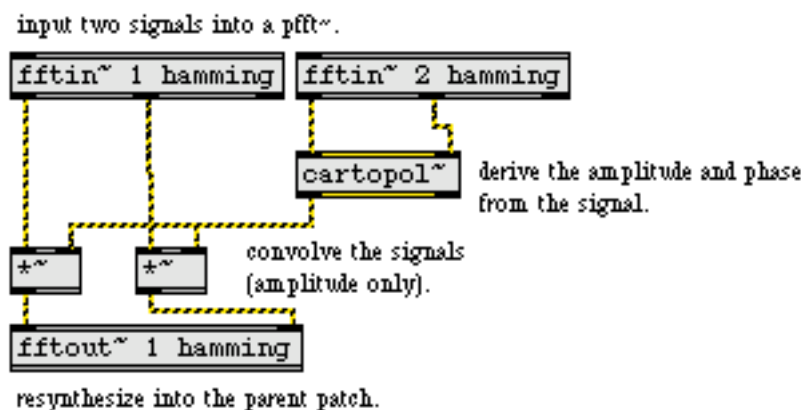 input two signals into a pfft~.
fftin~ 1 hamming
fftin~ 2 hamming
cartopol~
derive the amplitude and phase
from the signal.
*~
*~
convolve the signals
(amplitude only).
fftout~ 1 hamming
resynthesize into the parent patch.